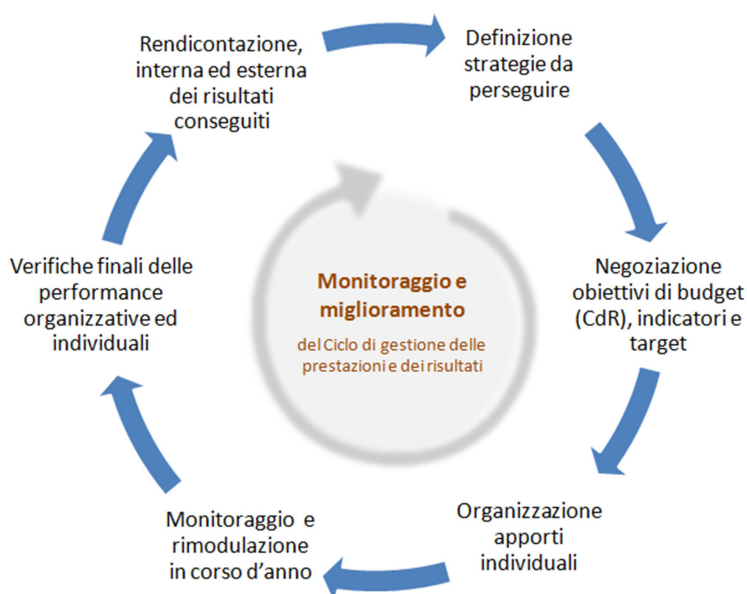 Rendicontazione,
interna ed esterna
dei risultati
conseguiti
Definizione
strategie da
perseguire
Negoziazione
obiettivi di budget
(CdR), indicatori e
target
Organizzazione
apporti
individuali
Monitoraggio e
rimodulazione
in corso d'anno
Verifiche finali delle
performance
organizzative ed
individuali
Monitoraggio e
miglioramento
del Ciclo di gestione delle
prestazioni e dei risultati